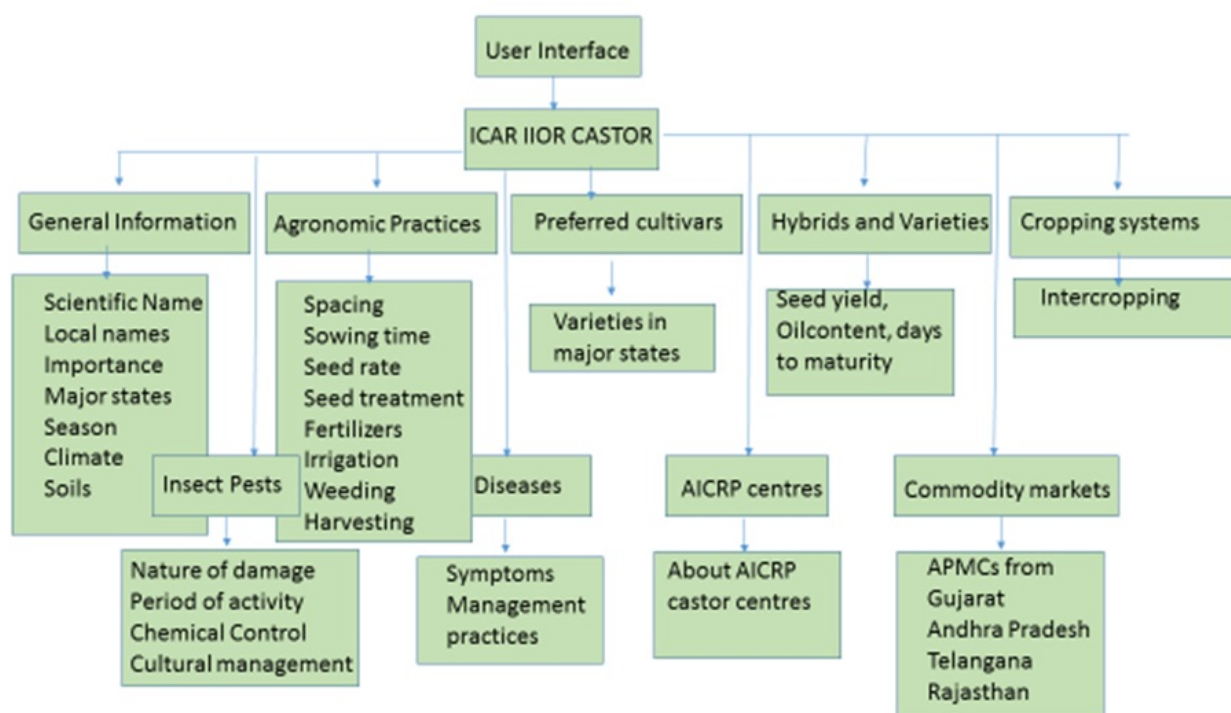 User Interface
ICAR IIOR CASTOR
General Information
Agronomic Practices
Preferred cultivars
Hybrids and Varieties
Cropping systems
Scientific Name
Local names
Importance
Major states
Season
Climate
Soils
Spacing
Sowing time
Seed rate
Seed treatment
Fertilizers
Irrigation
Weeding
Harvesting
Varieties in
major states
Seed yield,
Oilcontent, days
to maturity
Intercropping
Insect Pests
Diseases
AICRP centres
Commodity markets
Nature of damage
Period of activity
Chemical Control
Cultural management
Symptoms
Management
practices
About AICRP
castor centres
APMCs from
Gujarat
Andhra Pradesh
Telangana
Rajasthan